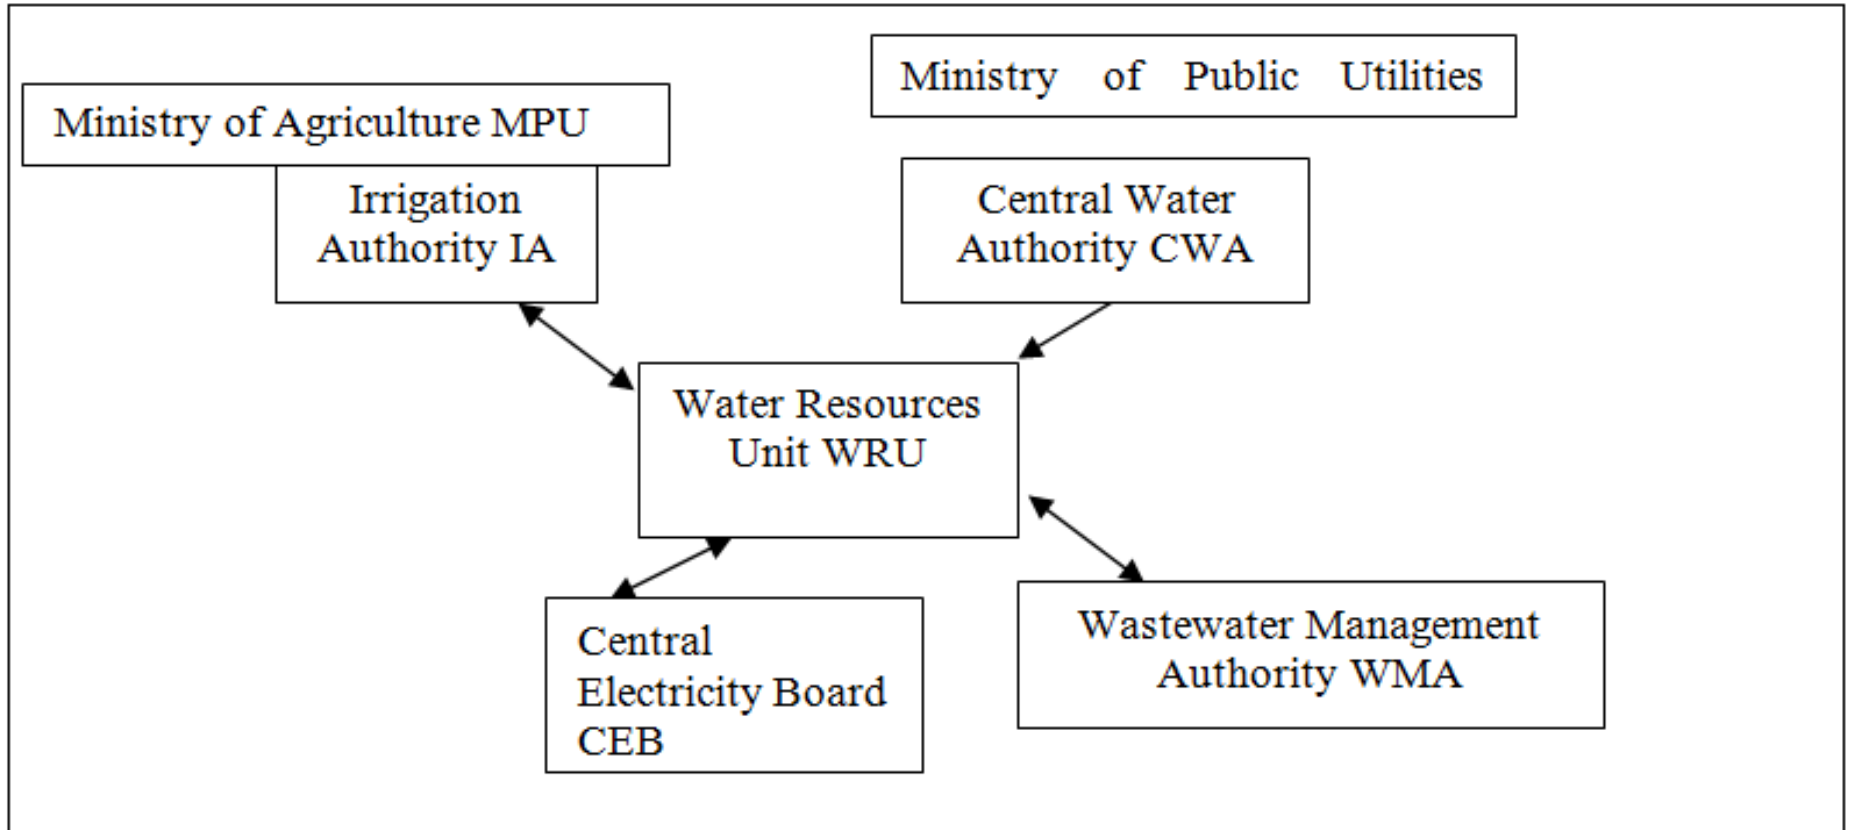 Ministry of Public Utilities
Ministry of Agriculture MPU
Irrigation
Authority IA
Central Water
Authority CWA
Water Resources
Unit WRU
Central
Electricity Board
CEB
Wastewater Management
Authority WMA